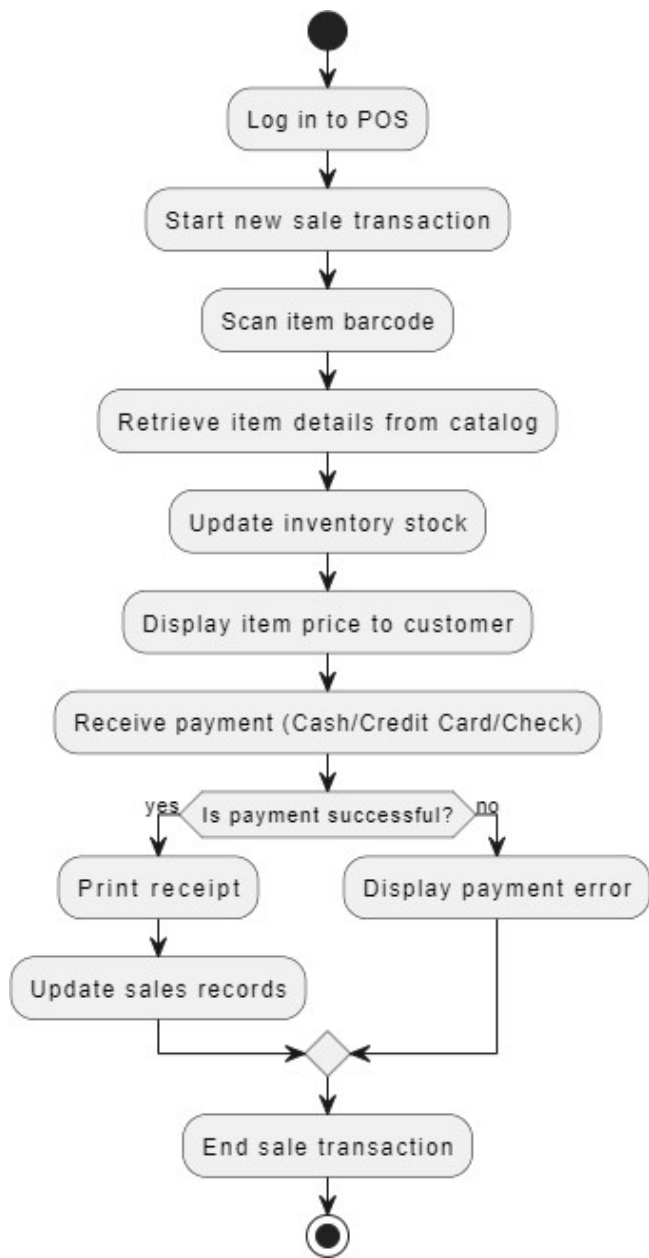 Log in to POS
Start new sale transaction
Scan item barcode
Retrieve item details from catalog
Update inventory stock
Display item price to customer
Receive payment (Cash/Credit Card/Check)
yes
Is payment successful?
no
Print receipt
Display payment error
Update sales records
End sale transaction